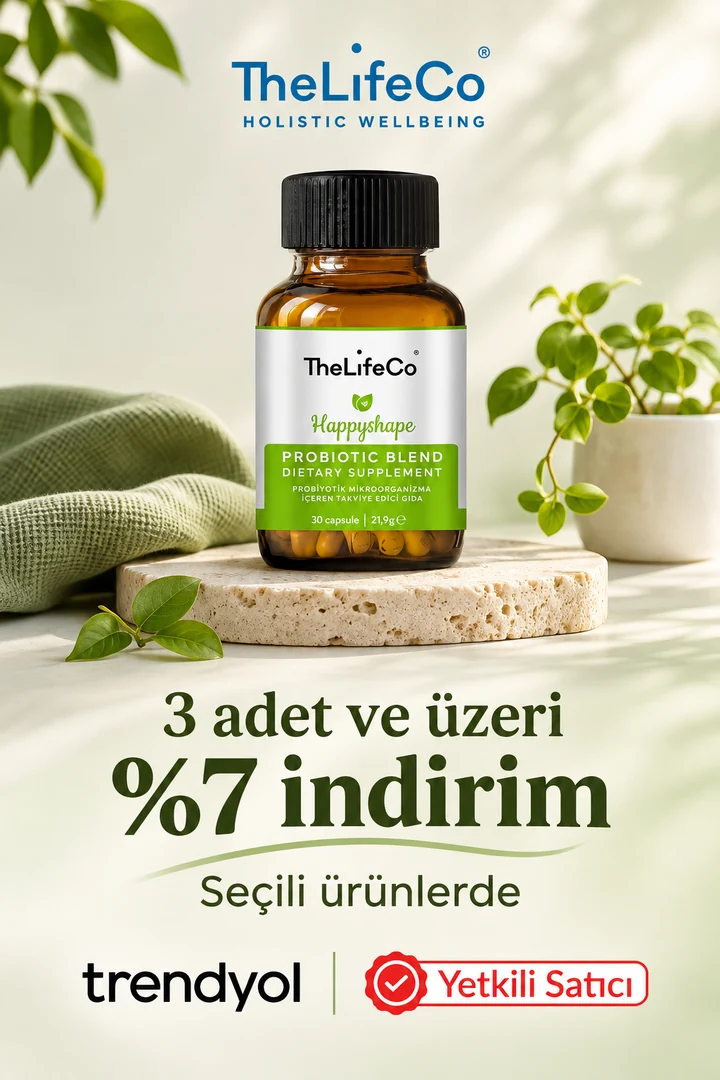 TheLifeCo®
HOLISTIC WELLBEING
TheLifeCo®
Happyshape
PROBIOTIC BLEND
DIETARY SUPPLEMENT
PROBİYOTİK MİKROORGANİZMA
İÇEREN TAKVİYE EDİCİ GIDA
30 capsule | 21,9g ℮
3 adet ve üzeri
%7 indirim
Seçili ürünlerde
trendyol | Yetkili Satıcı